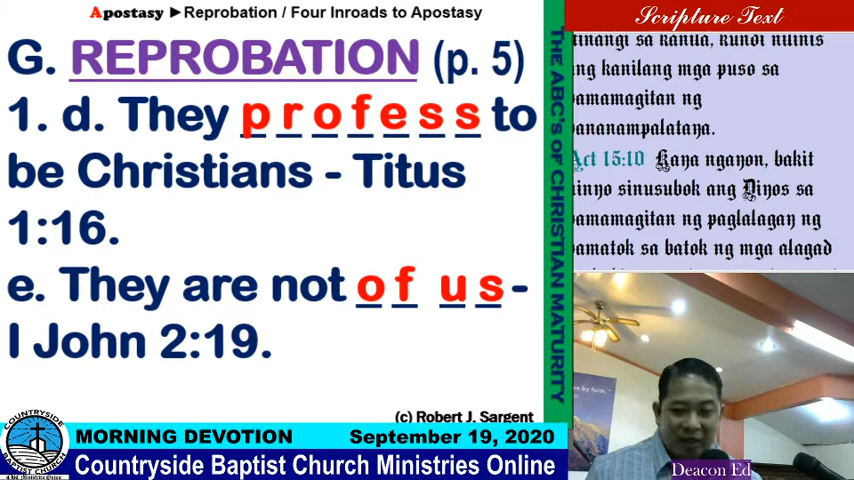 Apostasy ►Reprobation / Four Inroads to Apostasy
G. REPROBATION (p. 5)
1. d. They profess to
be Christians - Titus
1:16.
e. They are not of us -
I John 2:19.
(c) Robert J. Sargent
THE ABC's OF CHRISTIAN MATURITY
Scripture Text
ang kanilang mga puso sa
pamamagitan ng
pananampalataya.
Act 15:10 Kaya ngayon, bakit
ninyo sinusubok ang Diyos sa
pamamagitan ng paglalagay ng
pamatok sa batok ng mga alagad
by faith."
Deacon Ed
COUNTRYSIDE
BAPTIST CHURCH
MORNING DEVOTION September 19, 2020
Countryside Baptist Church Ministries Online